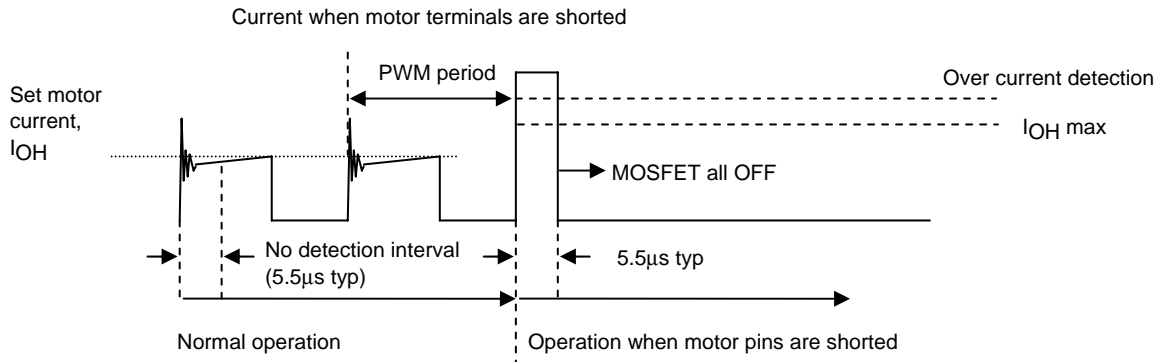 Current when motor terminals are shorted
PWM period
Over current detection
Set motor
current,
IOH
IOH max
MOSFET all OFF
No detection interval
(5.5µs typ)
5.5µs typ
Normal operation
Operation when motor pins are shorted